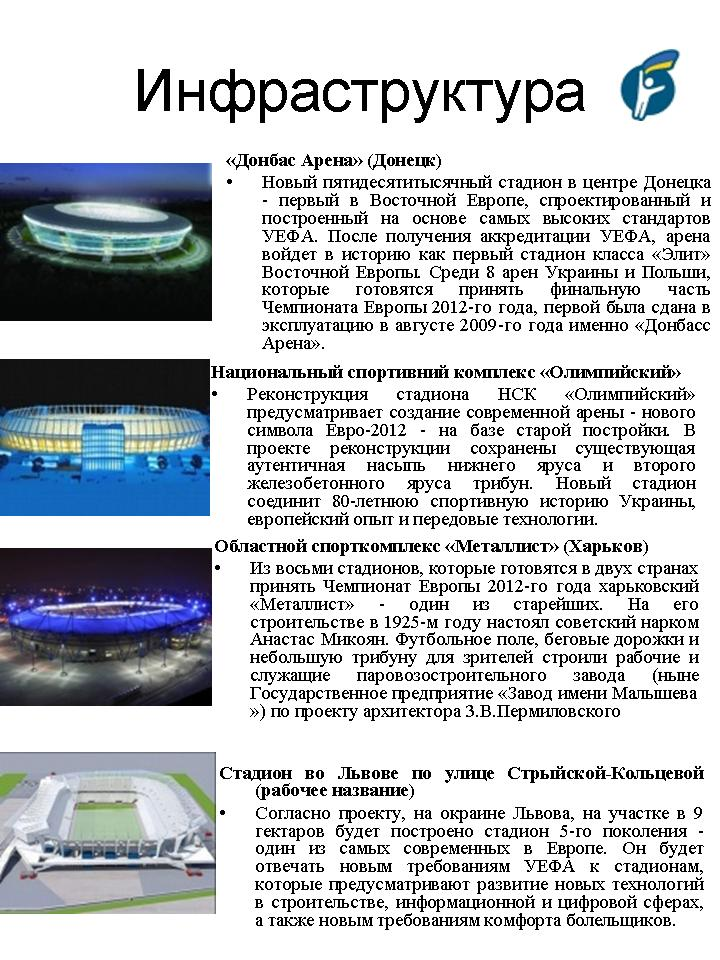 Инфраструктура
«Донбас Арена» (Донецк)
• Новый пятидесятитысячный стадион в центре Донецка
- первый в Восточной Европе, спроектированный и
построенный на основе самых высоких стандартов
УЕФА. После получения аккредитации УЕФА, арена
войдет в историю как первый стадион класса «Элит»
Восточной Европы. Среди 8 арен Украины и Польши,
которые готовятся принять финальную часть
Чемпионата Европы 2012-го года, первой была сдана в
эксплуатацию в августе 2009-го года именно «Донбасс
Арена».
Национальный спортивний комплекс «Олимпийский»
• Реконструкция стадиона НСК «Олимпийский»
предусматривает создание современной арены - нового
символа Евро-2012 - на базе старой постройки. В
проекте реконструкции сохранены существующая
аутентичная насыпь нижнего яруса и второго
железобетонного яруса трибун. Новый стадион
соединит 80-летнюю спортивную историю Украины,
европейский опыт и передовые технологии.
Областной спорткомплекс «Металлист» (Харьков)
• Из восьми стадионов, которые готовятся в двух странах
принять Чемпионат Европы 2012-го года харьковский
«Металлист» - один из старейших. На его
строительстве в 1925-м году настоял советский нарком
Анастас Микоян. Футбольное поле, беговые дорожки и
небольшую трибуну для зрителей строили рабочие и
служащие паровозостроительного завода (ныне
Государственное предприятие «Завод имени Малышева
») по проекту архитектора З.В.Пермиловского
Стадион во Львове по улице Стрыйской-Кольцевой
(рабочее название)
• Согласно проекту, на окраине Львова, на участке в 9
гектаров будет построено стадион 5-го поколения -
один из самых современных в Европе. Он будет
отвечать новым требованиям УЕФА к стадионам,
которые предусматривают развитие новых технологий
в строительстве, информационной и цифровой сферах,
а также новым требованиям комфорта болельщиков.